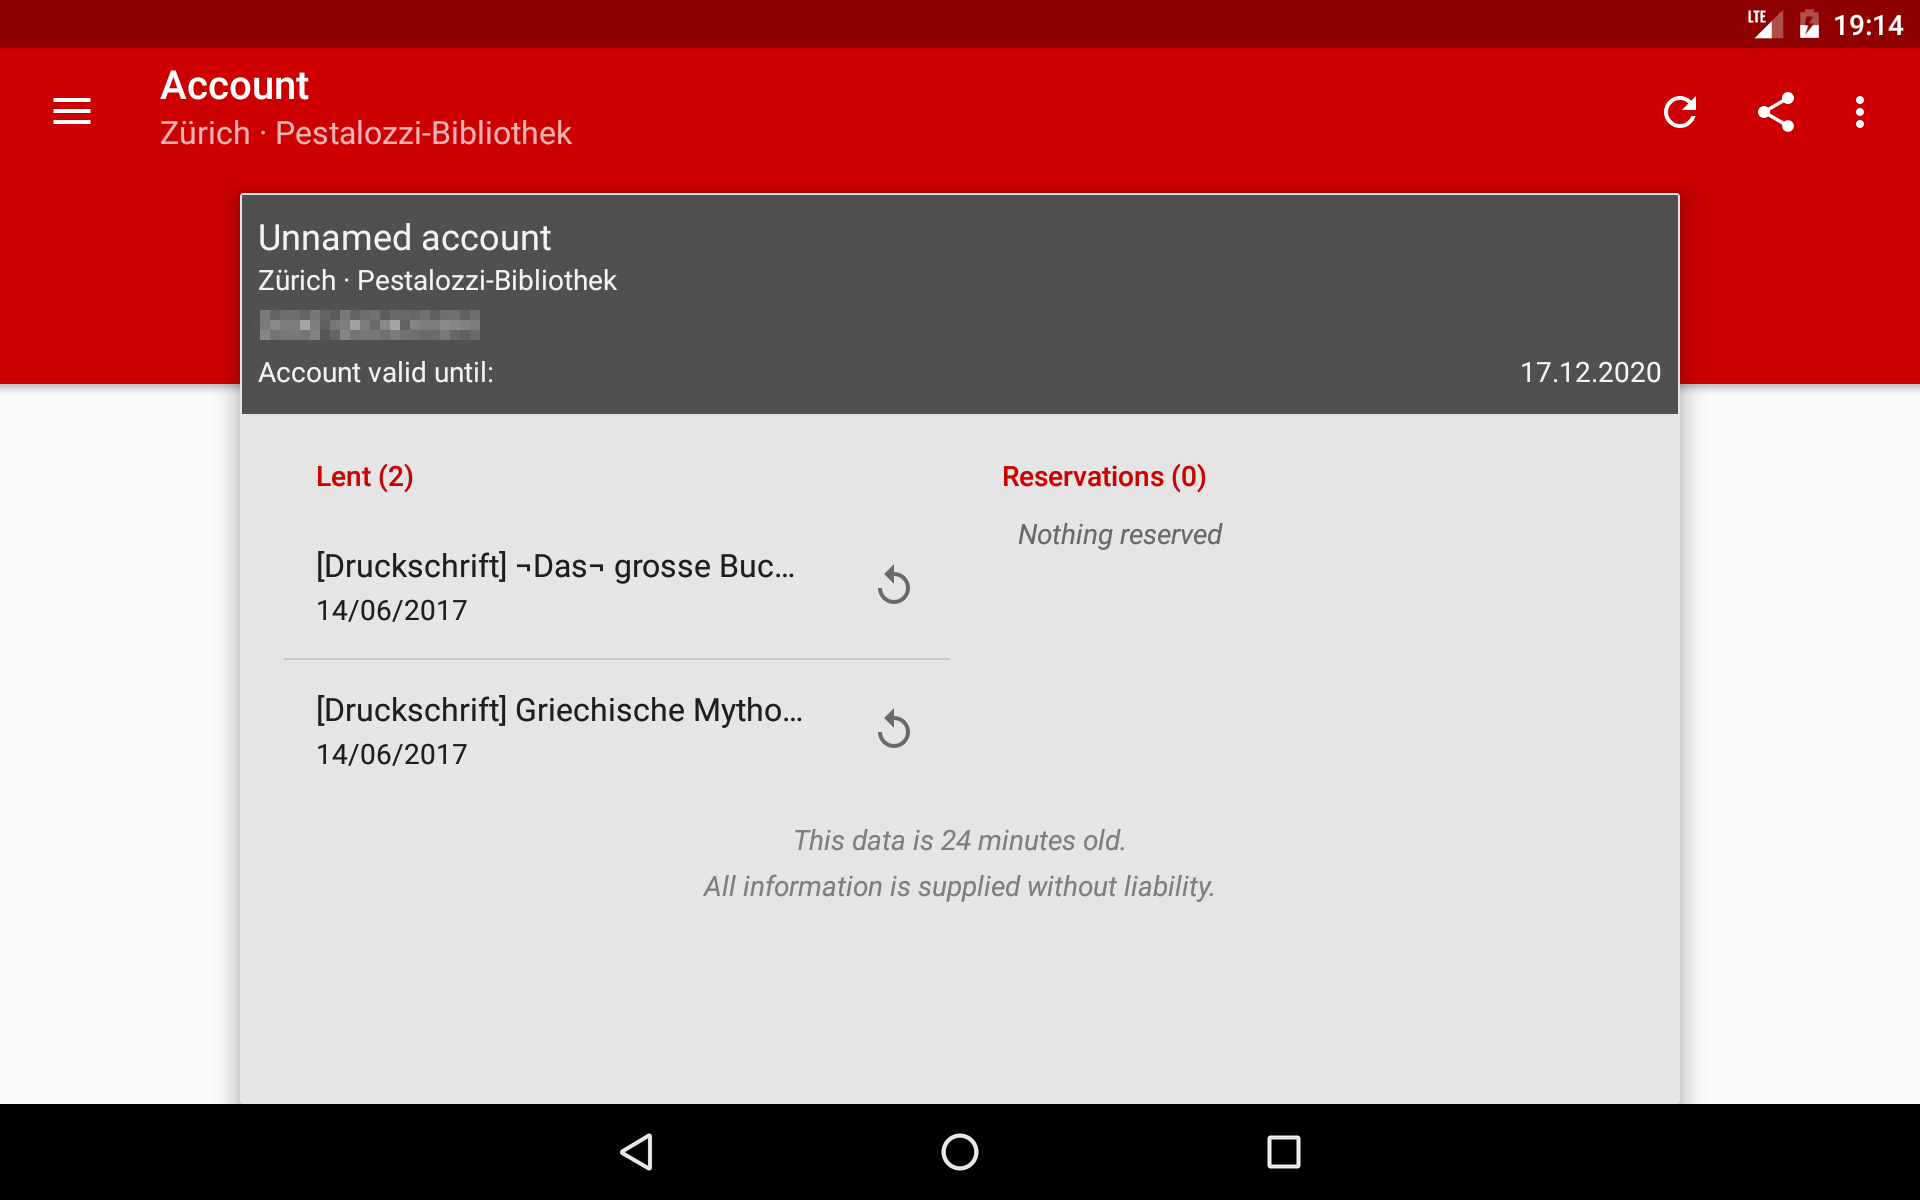 LTE 19:14
Account
Zürich · Pestalozzi-Bibliothek
Unnamed account
Zürich · Pestalozzi-Bibliothek
Account valid until: 17.12.2020
Lent (2)
[Druckschrift] ¬Das¬ grosse Buc...
14/06/2017
[Druckschrift] Griechische Mytho...
14/06/2017
Reservations (0)
Nothing reserved
This data is 24 minutes old.
All information is supplied without liability.